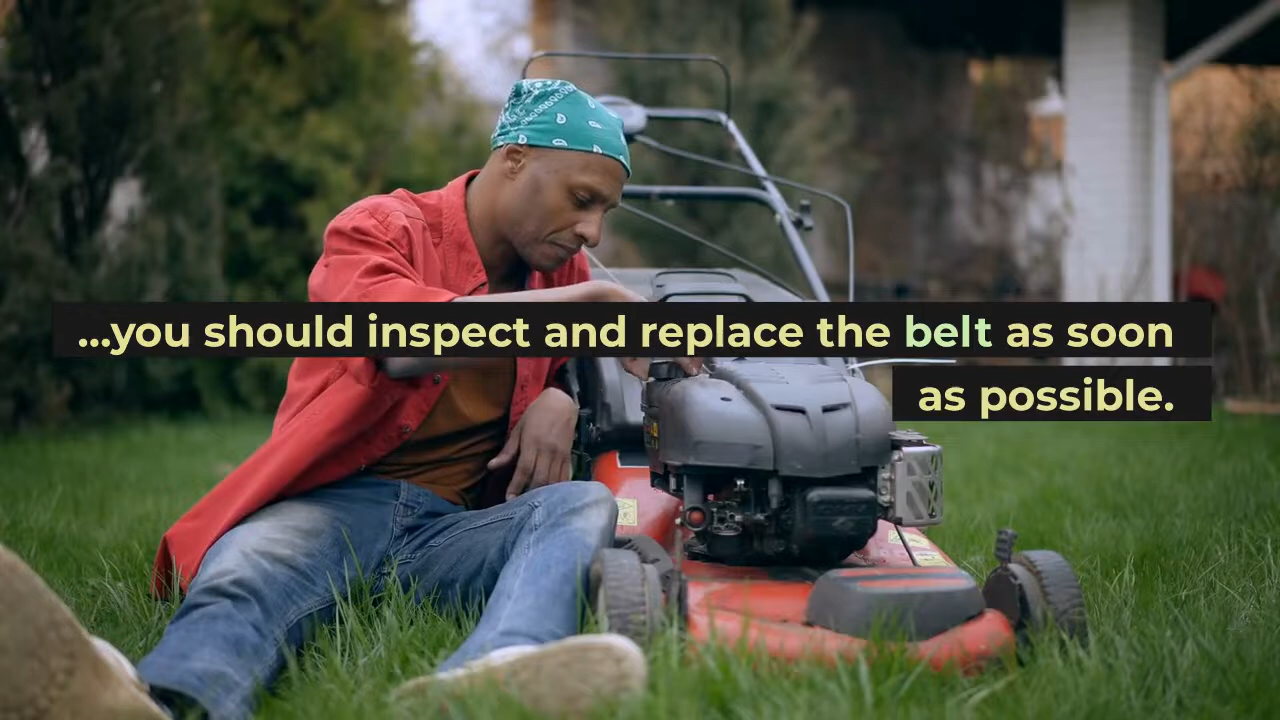 ...you should inspect and replace the belt as soon
as possible.